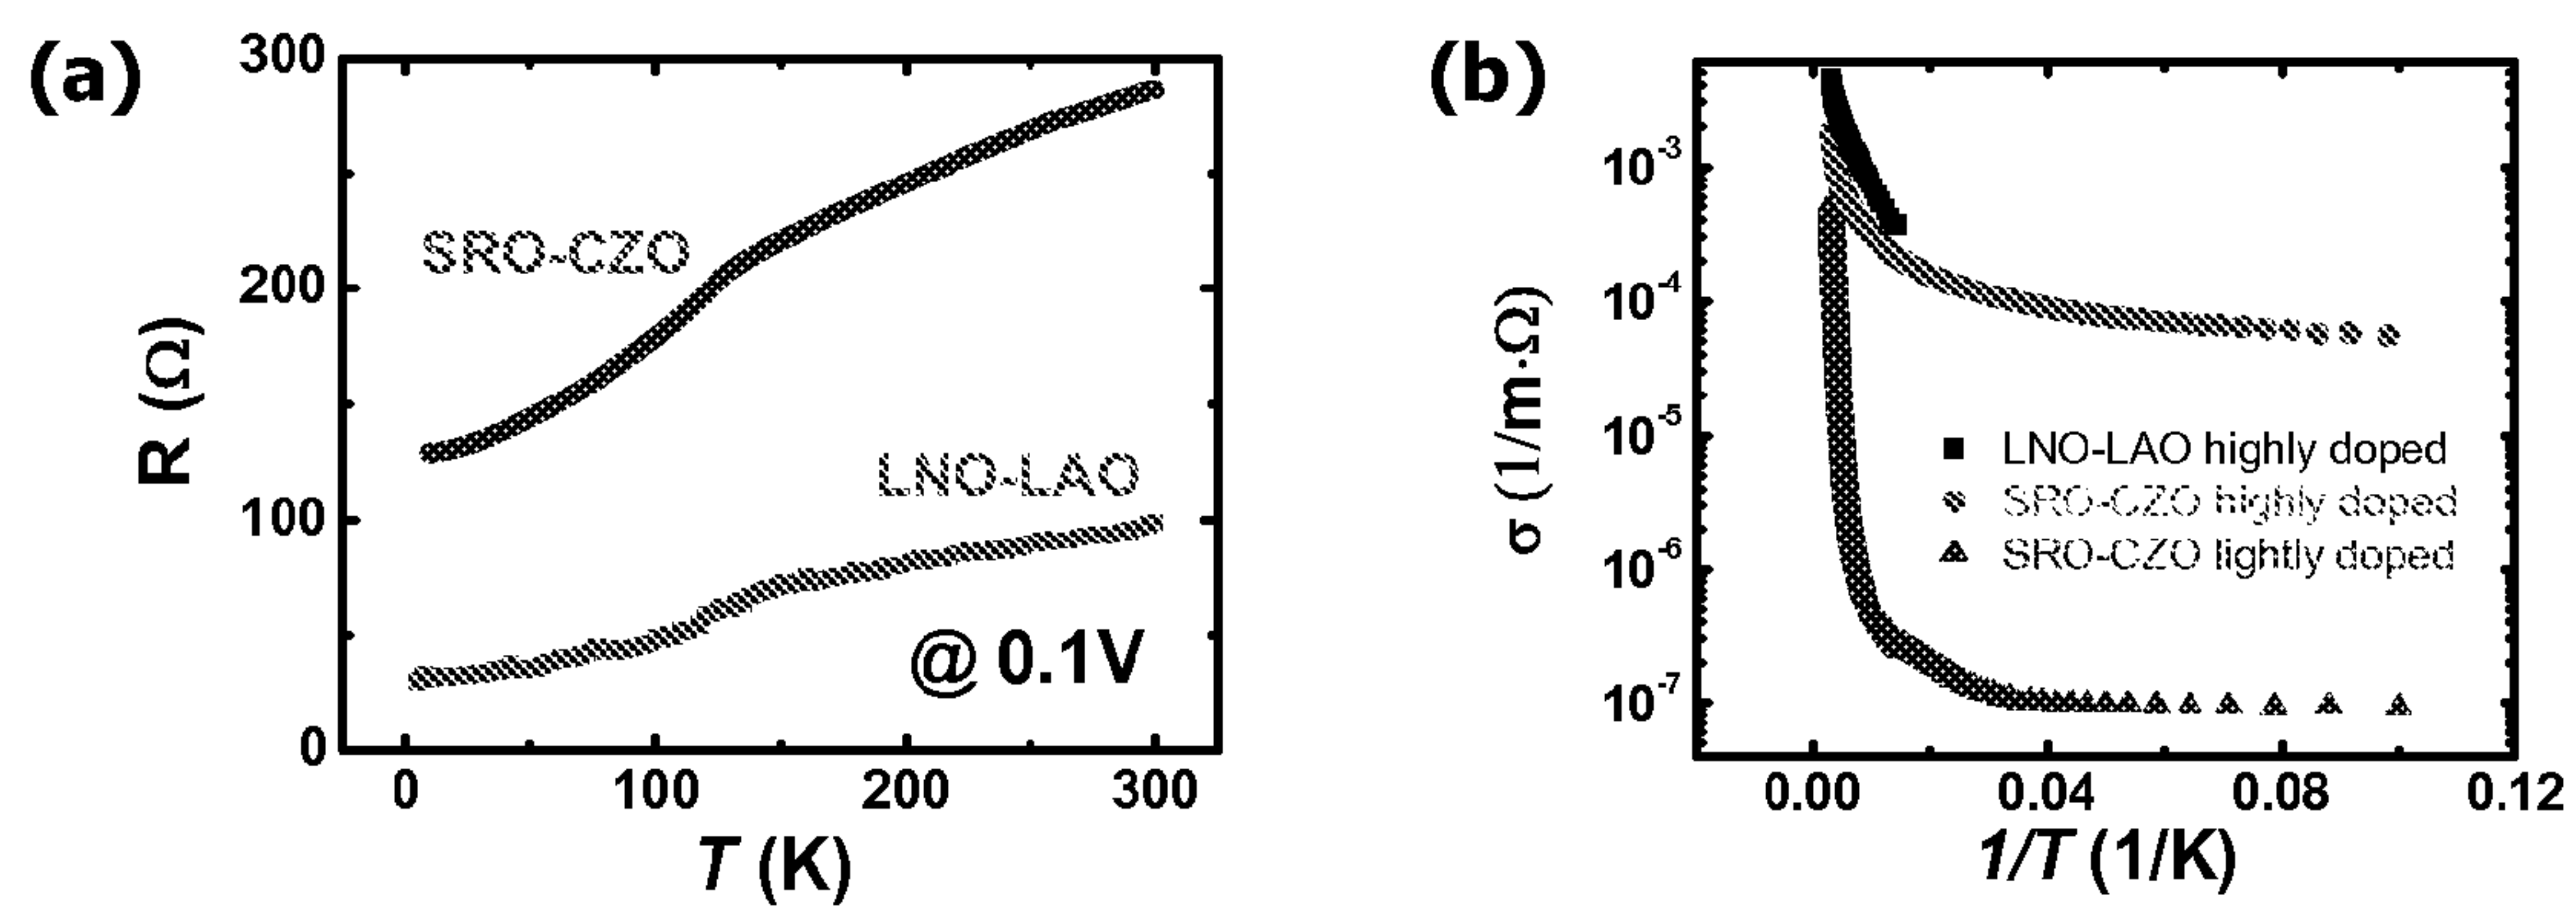 (a)
300
200
100
0
R (Ω)
SRO-CZO
LNO-LAO
@ 0.1V
0 100 200 300
T (K)
(b)
10-3
10-4
10-5
10-6
10-7
σ (1/m·Ω)
LNO-LAO highly doped
SRO-CZO highly doped
SRO-CZO lightly doped
0.00 0.04 0.08 0.12
1/T (1/K)